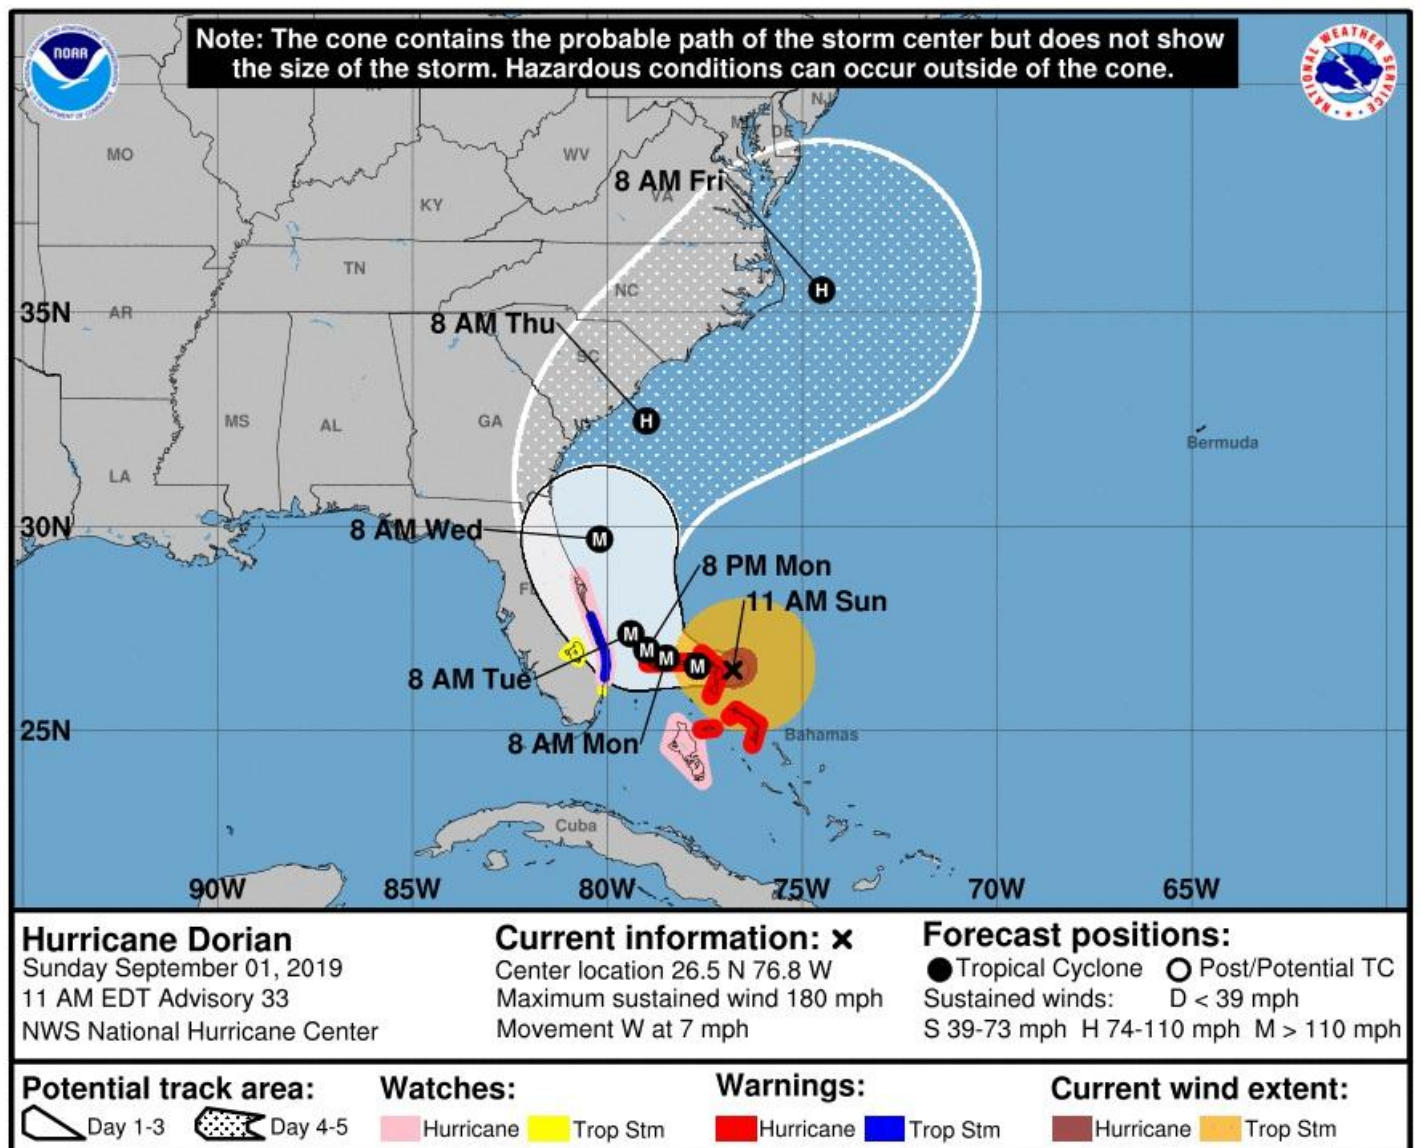 Note: The cone contains the probable path of the storm center but does not show
the size of the storm. Hazardous conditions can occur outside of the cone.
NOAA
NATIONAL WEATHER SERVICE
NJ
DE
MO
WV
8 AM Fri
VA
KY
TN
NC
35N
AR
8 AM Thu
SC
H
H
MS
AL
GA
Bermuda
LA
30N
8 AM Wed
M
8 PM Mon
FL
11 AM Sun
M
M
M
M
8 AM Tue
25N
8 AM Mon
Bahamas
Cuba
90W 85W 80W 75W 70W 65W
Hurricane Dorian
Sunday September 01, 2019
11 AM EDT Advisory 33
NWS National Hurricane Center
Current information: x
Center location 26.5 N 76.8 W
Maximum sustained wind 180 mph
Movement W at 7 mph
Forecast positions:
Tropical Cyclone Post/Potential TC
Sustained winds: D < 39 mph
S 39-73 mph H 74-110 mph M > 110 mph
Potential track area:
Day 1-3 Day 4-5
Watches:
Hurricane Trop Stm
Warnings:
Hurricane Trop Stm
Current wind extent:
Hurricane Trop Stm